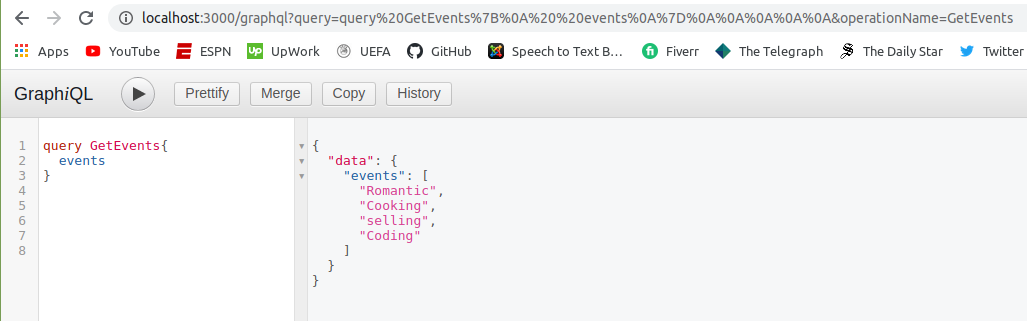 localhost:3000/graphql?query=query%20GetEvents%7B%0A%20%20events%0A%7D%0A%0A%0A%0A%0A&operationName=GetEvents
Apps YouTube ESPN Up UpWork UEFA GitHub Speech to Text B… fi Fiverr The Telegraph The Daily Star Twitter
GraphiQL Prettify Merge Copy History
1 query GetEvents{
2   events
3 }
4
5
6
7
8
{
  "data": {
    "events": [
      "Romantic",
      "Cooking",
      "selling",
      "Coding"
    ]
  }
}